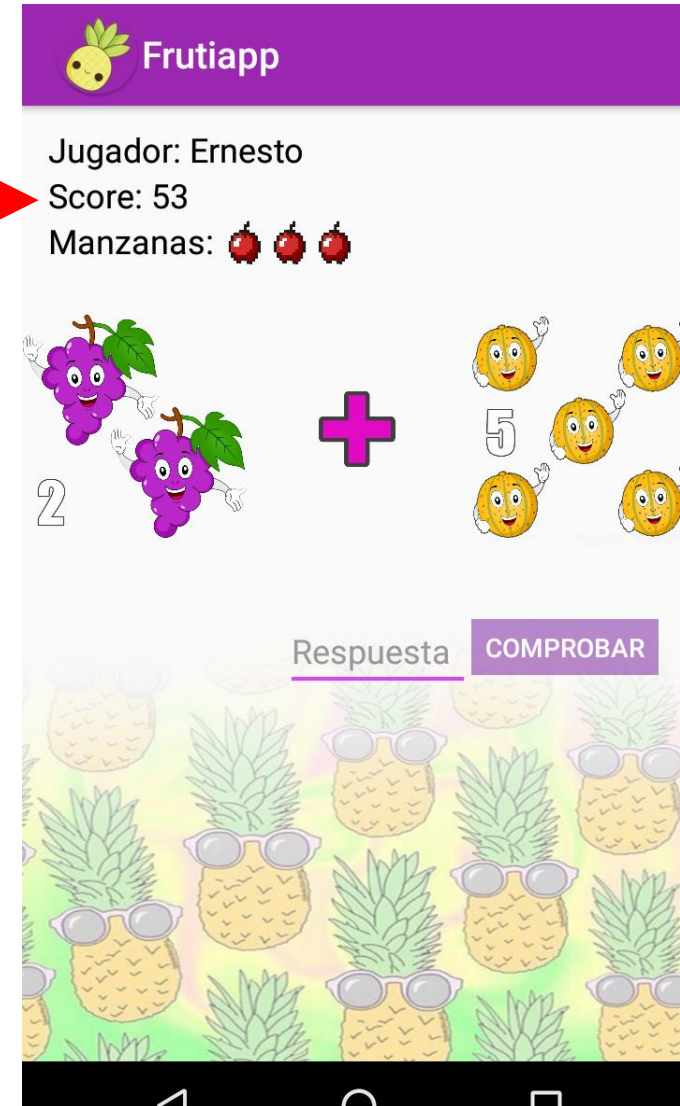 Frutiapp
Jugador: Ernesto
Score: 53
Manzanas:
5
2
Respuesta
COMPROBAR